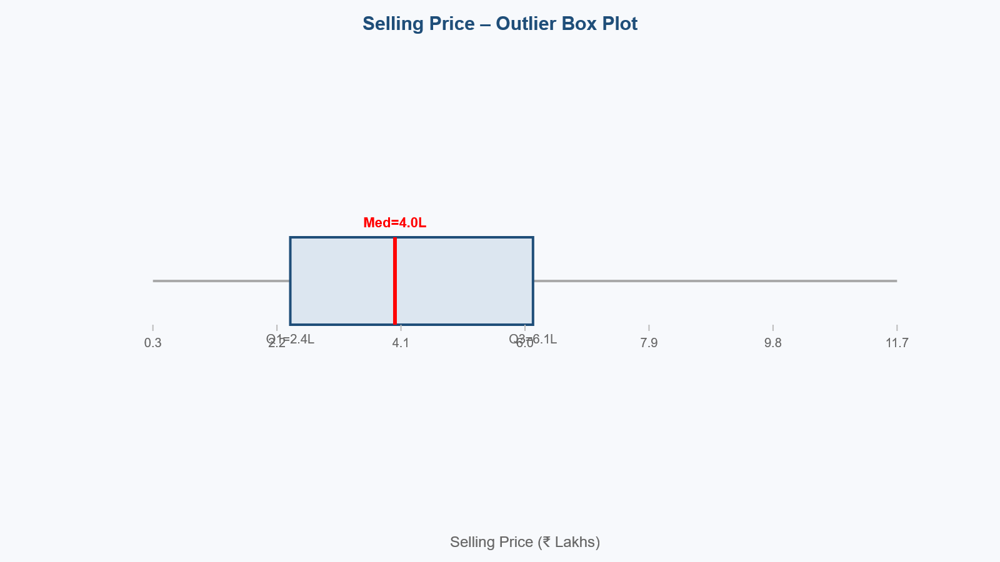 Selling Price – Outlier Box Plot
Med=4.0L
Q1=2.4L
Q3=6.1L
0.3
2.2
4.1
6.0
7.9
9.8
11.7
Selling Price (₹ Lakhs)